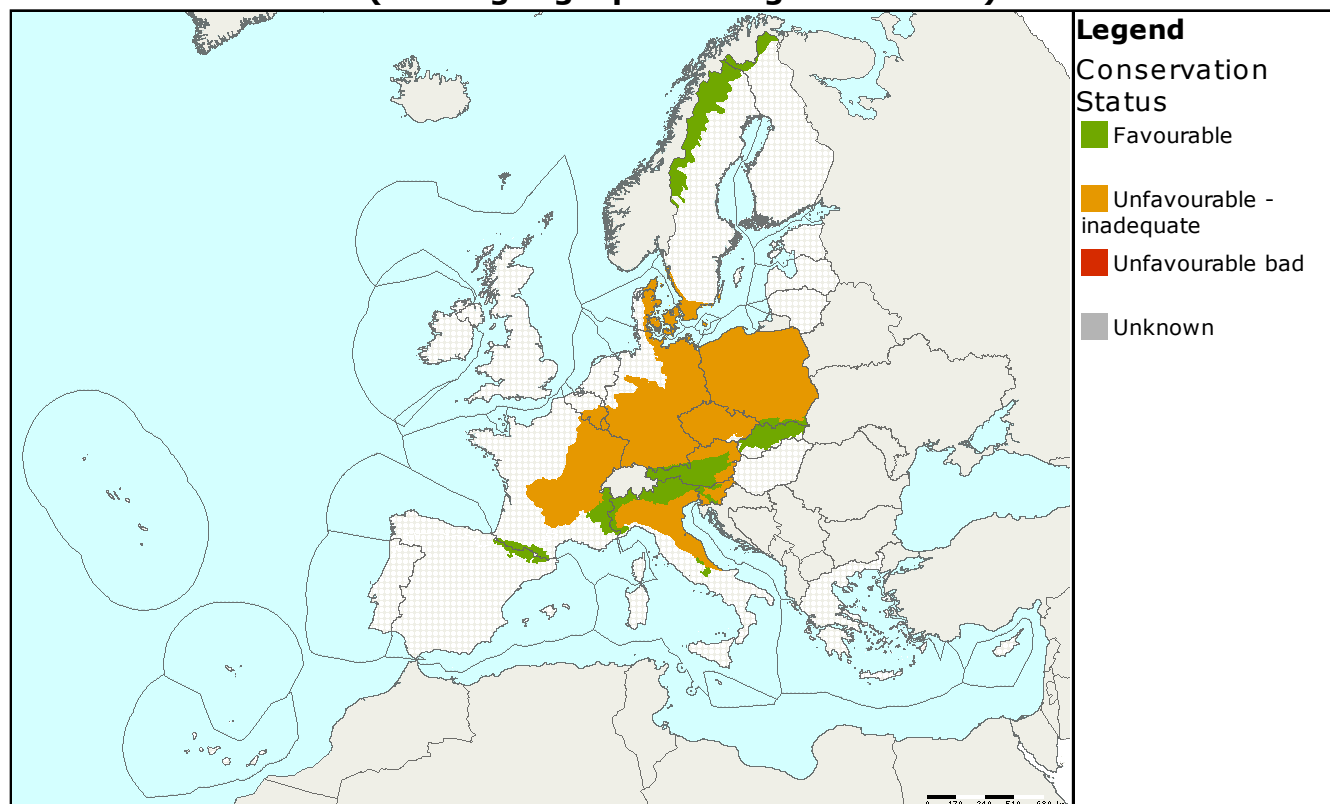 Legend
Conservation
Status
Favourable
Unfavourable -
inadequate
Unfavourable bad
Unknown